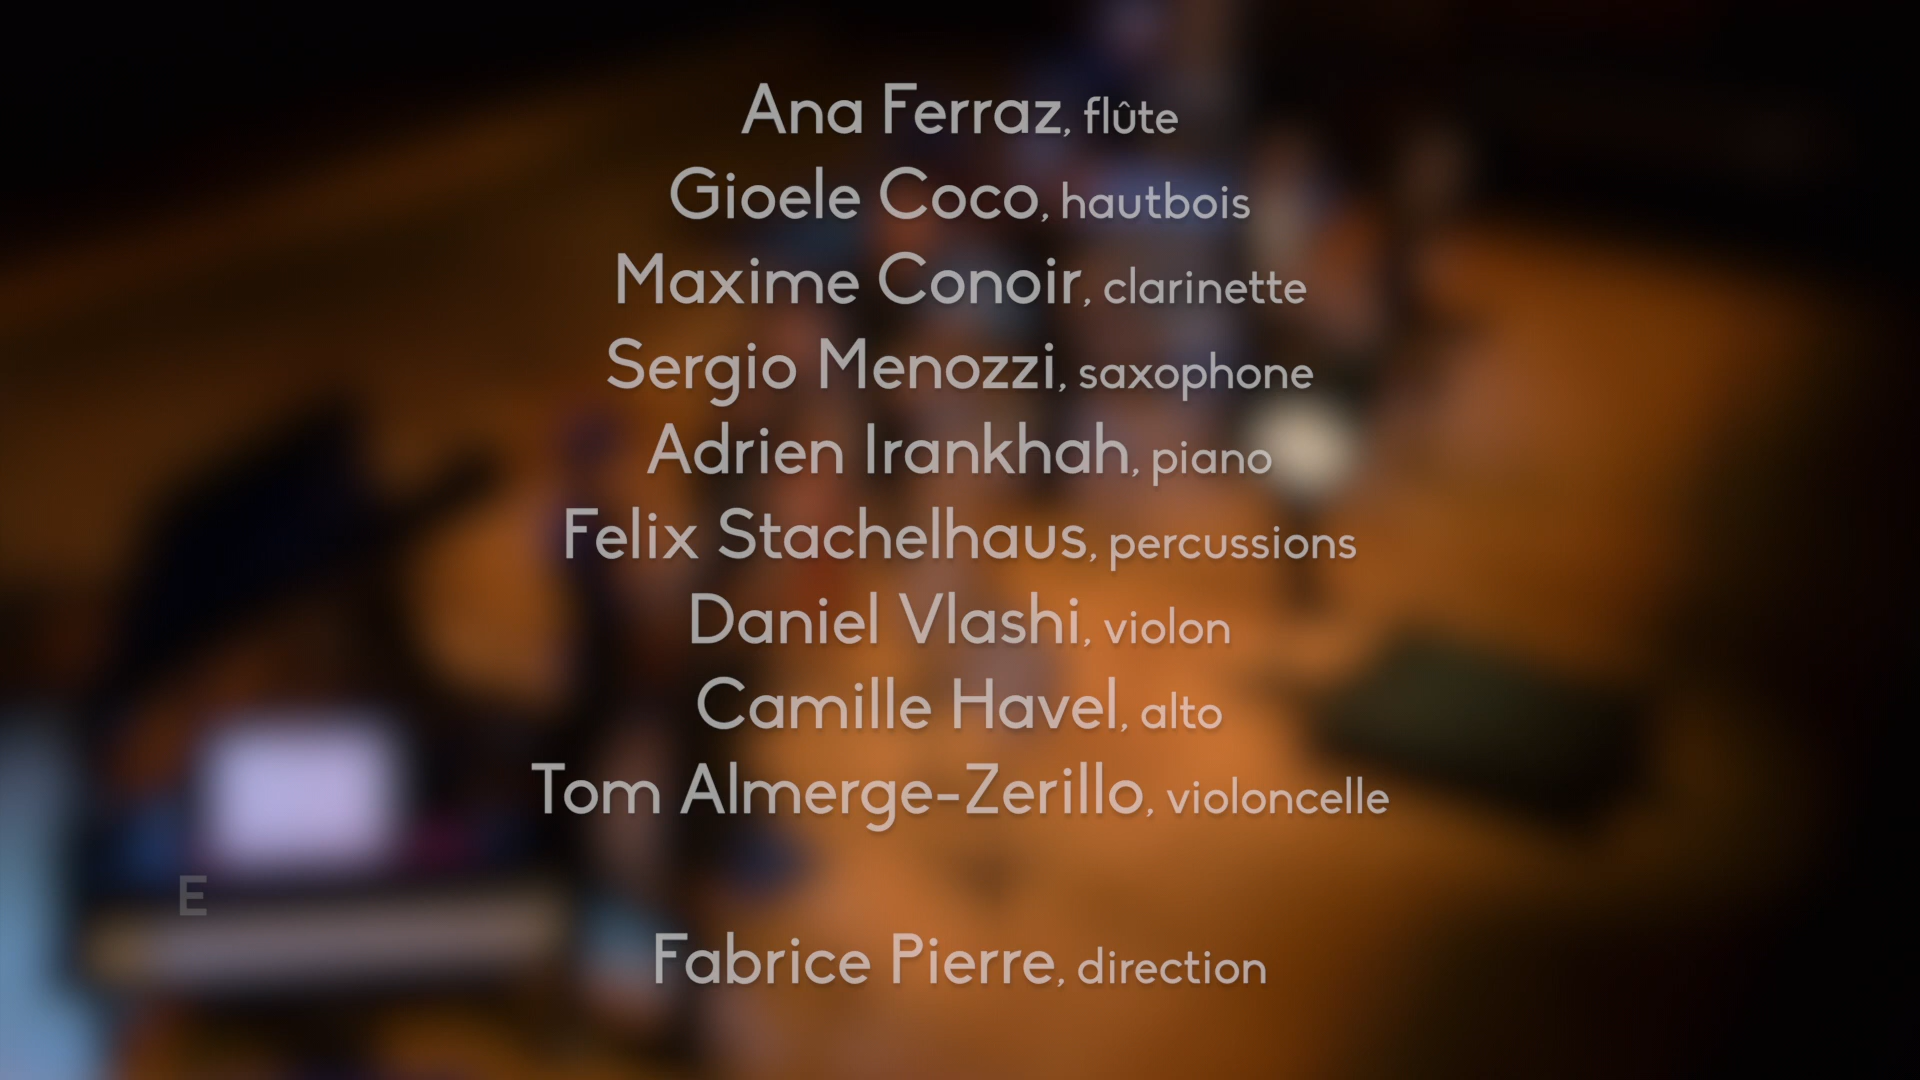 Ana Ferraz, flûte
Gioele Coco, hautbois
Maxime Conoir, clarinette
Sergio Menozzi, saxophone
Adrien Irankhah, piano
Felix Stachelhaus, percussions
Daniel Vlashi, violon
Camille Havel, alto
Tom Almerge-Zerillo, violoncelle
E
Fabrice Pierre, direction